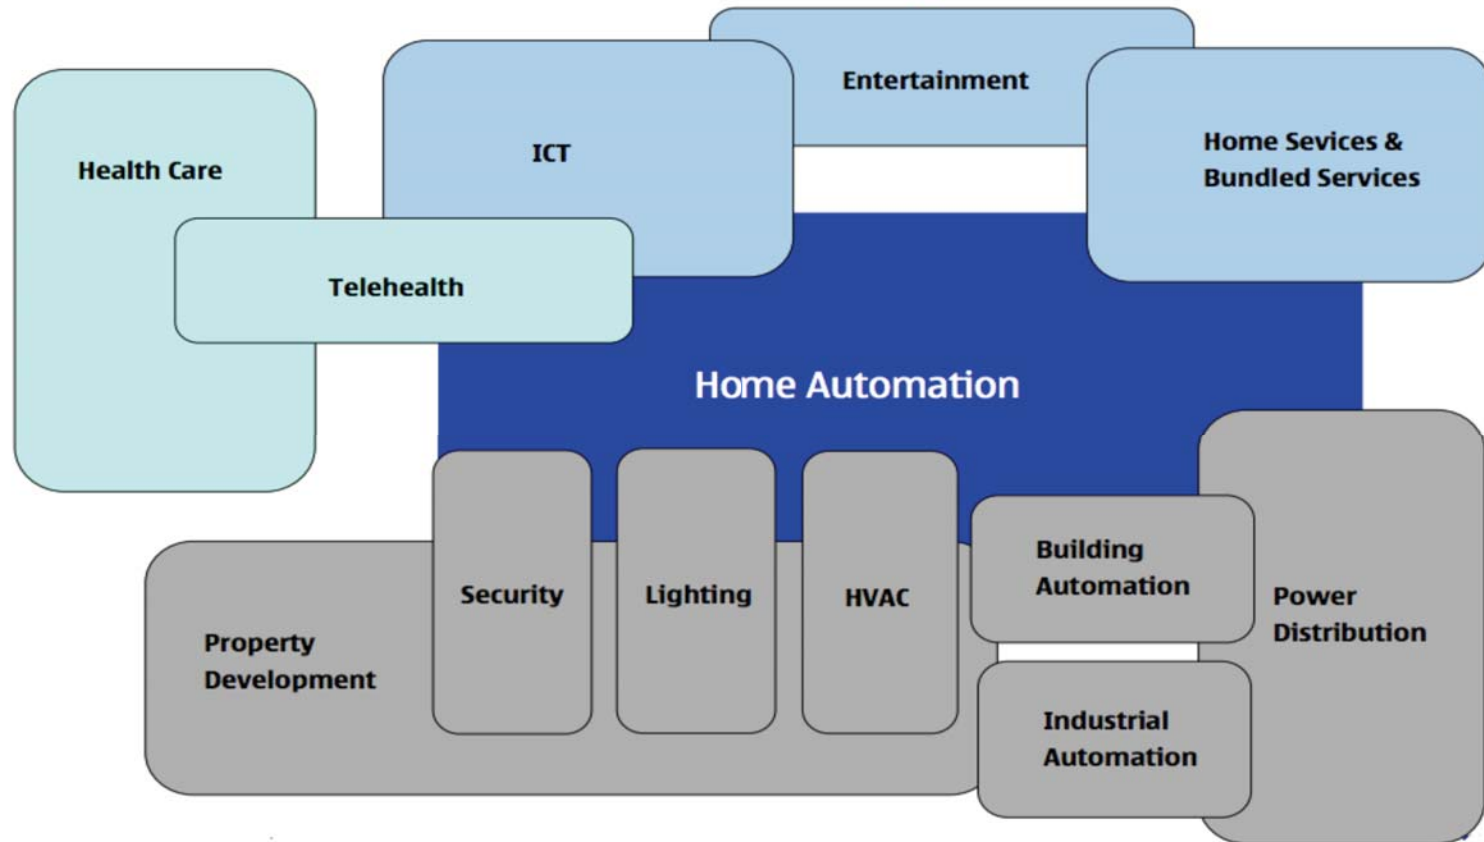 Entertainment
Health Care
ICT
Home Sevices &
Bundled Services
Telehealth
Home Automation
Security
Lighting
HVAC
Building
Automation
Power
Distribution
Property
Development
Industrial
Automation